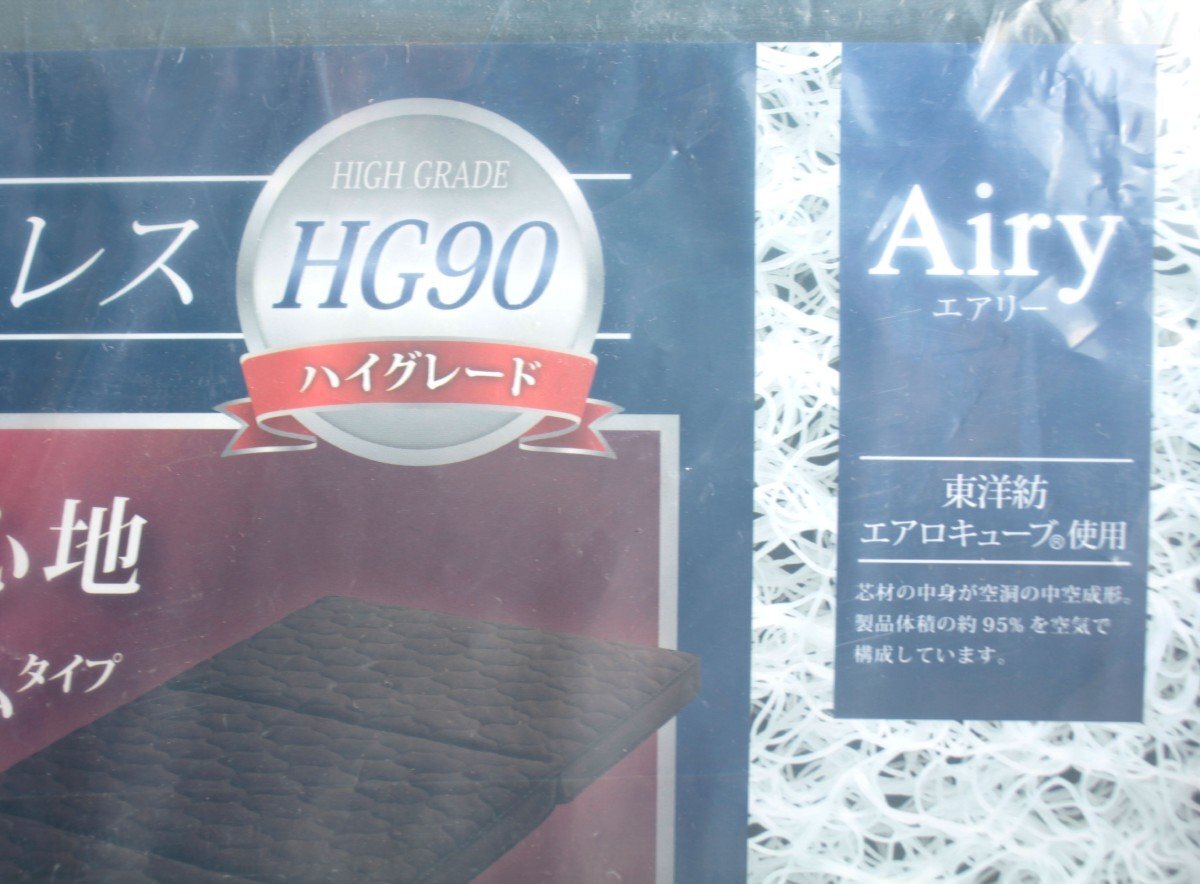 HIGH GRADE
HG90
ハイグレード
レス
地
タイプ
Airy
エアリー
東洋紡
エアロキューブ®使用
芯材の中身が空洞の中空成形。
製品体積の約95%を空気で
構成しています。